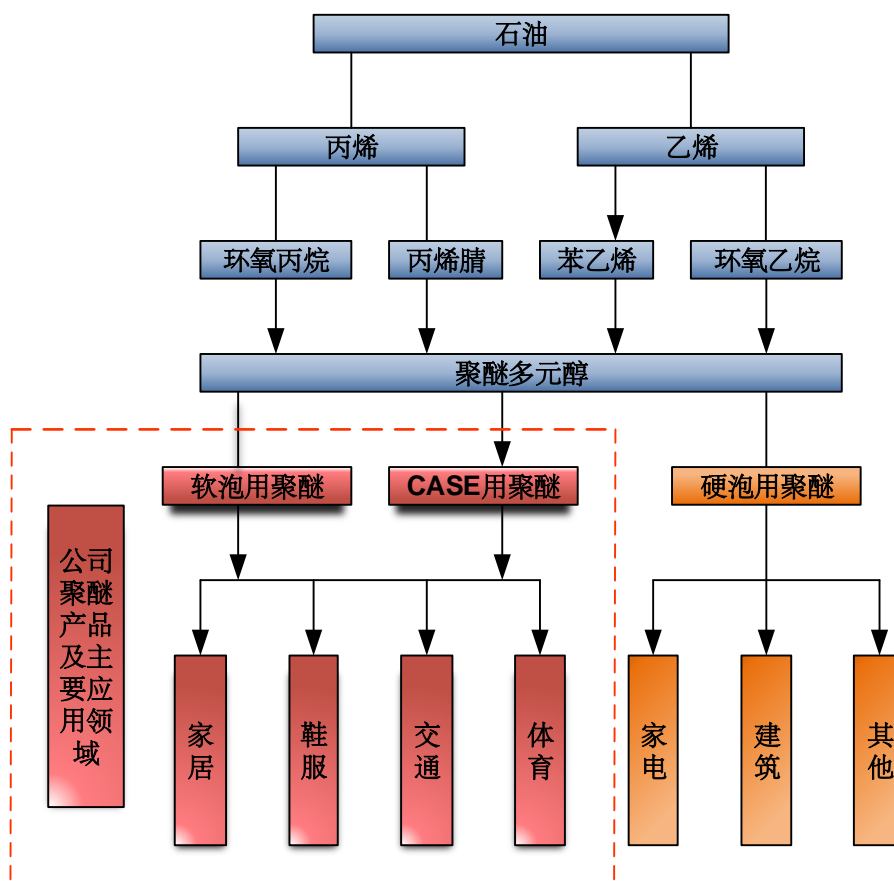 石油
丙烯
乙烯
环氧丙烷
丙烯腈
苯乙烯
环氧乙烷
聚醚多元醇
软泡用聚醚
CASE用聚醚
硬泡用聚醚
公司
聚醚
产品
及主
要应
用领
域
家居
鞋服
交通
体育
家电
建筑
其他